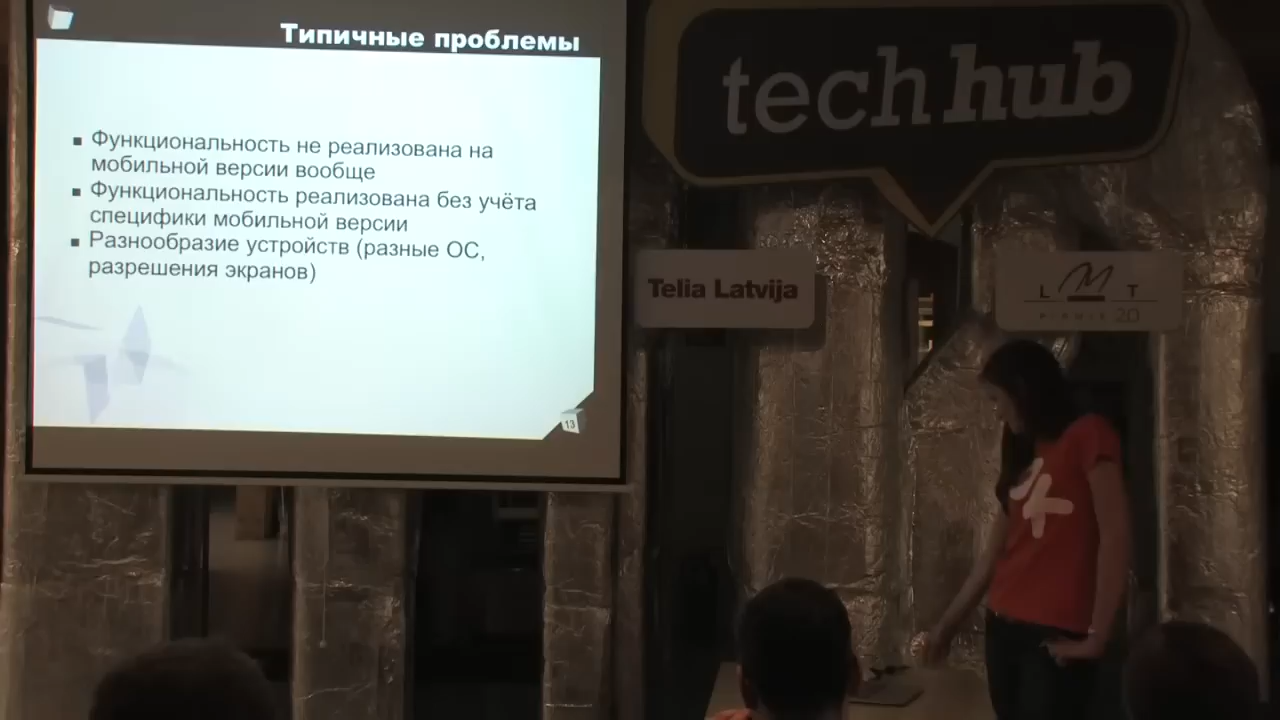 Типичные проблемы
Функциональность не реализована на
мобильной версии вообще
Функциональность реализована без учёта
специфики мобильной версии
Разнообразие устройств (разные ОС,
разрешения экранов)
13
tech hub
Telia Latvija
L M T
20